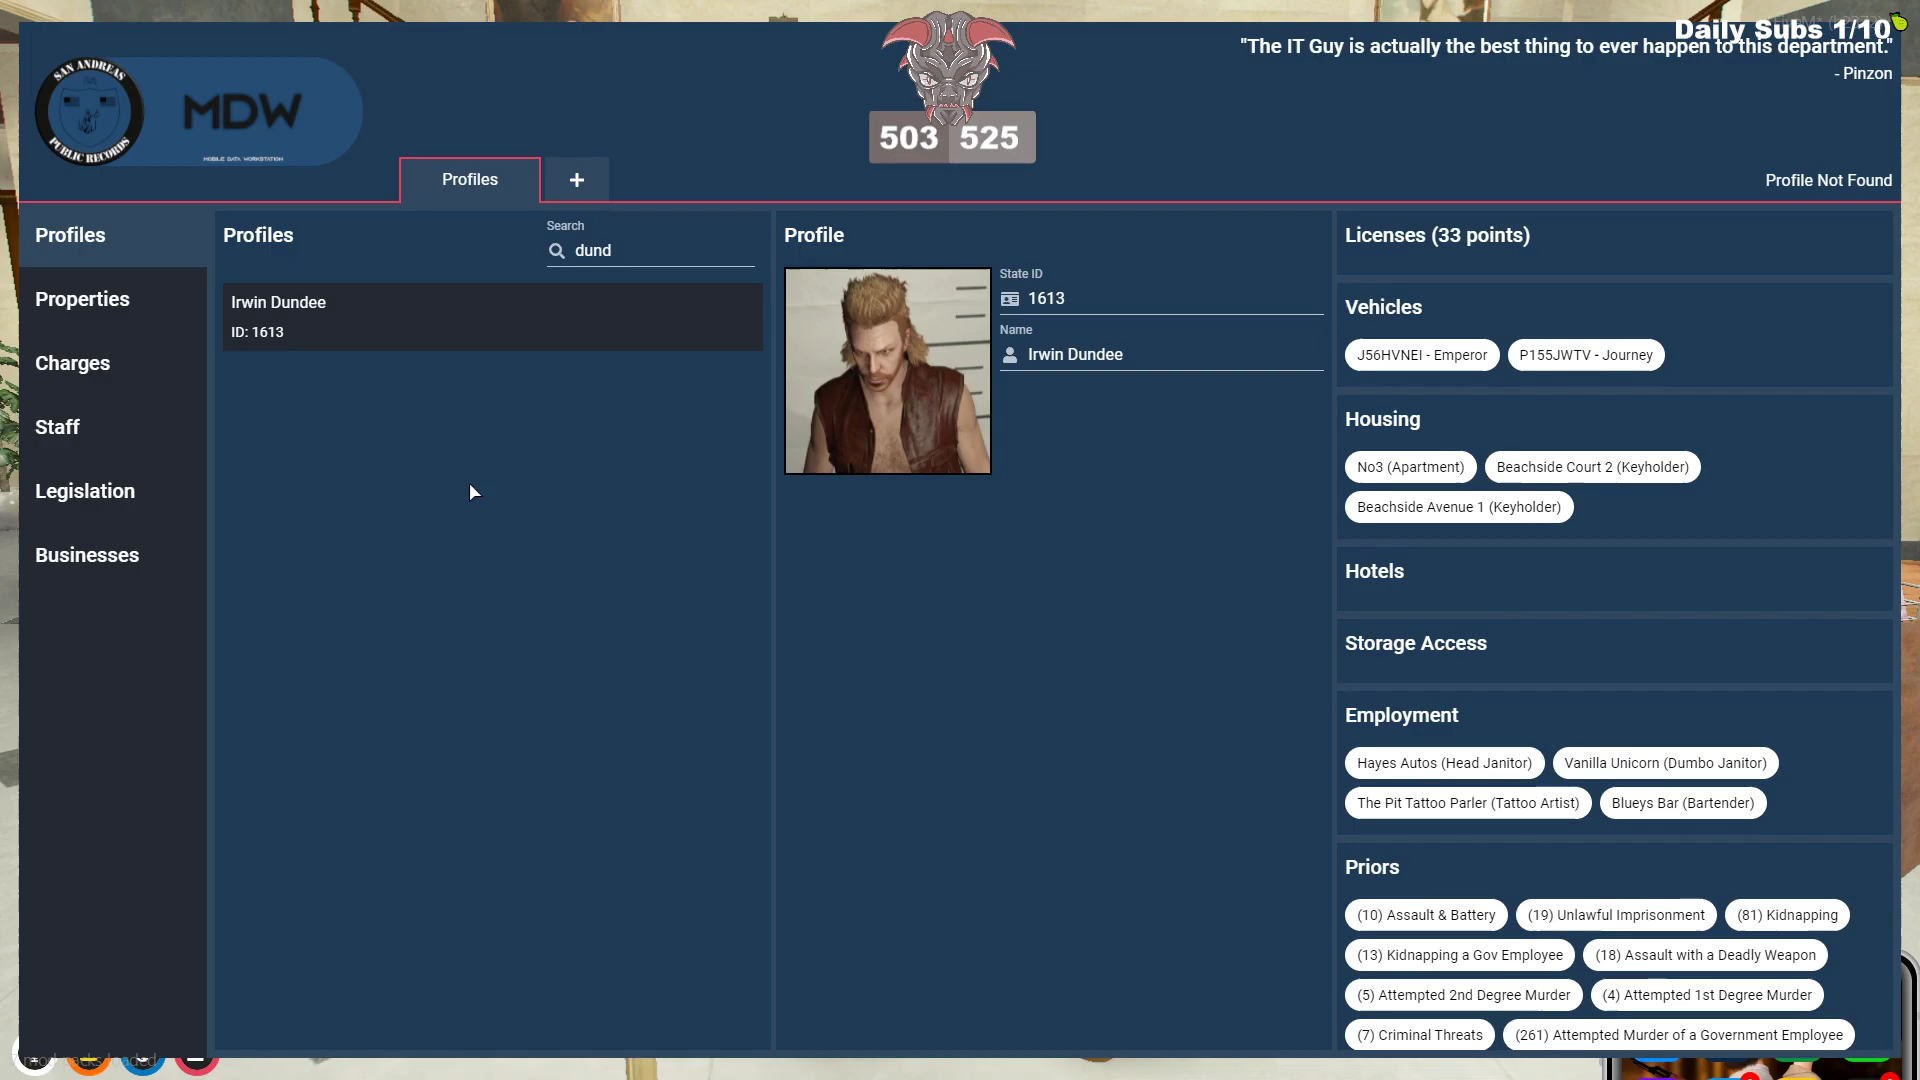 Daily Subs 1/10
"The IT Guy is actually the best thing to ever happen to this department."
- Pinzon
SAN ANDREAS
PUBLIC RECORDS
MDW
MOBILE DATA WORKSTATION
503 525
Profiles
+
Profile Not Found
Profiles
Properties
Charges
Staff
Legislation
Businesses
Profiles
Search
dund
Irwin Dundee
ID: 1613
Profile
State ID
1613
Name
Irwin Dundee
Licenses (33 points)
Vehicles
J56HVNEI - Emperor
P155JWTV - Journey
Housing
No3 (Apartment)
Beachside Court 2 (Keyholder)
Beachside Avenue 1 (Keyholder)
Hotels
Storage Access
Employment
Hayes Autos (Head Janitor)
Vanilla Unicorn (Dumbo Janitor)
The Pit Tattoo Parler (Tattoo Artist)
Blueys Bar (Bartender)
Priors
(10) Assault & Battery
(19) Unlawful Imprisonment
(81) Kidnapping
(13) Kidnapping a Gov Employee
(18) Assault with a Deadly Weapon
(5) Attempted 2nd Degree Murder
(4) Attempted 1st Degree Murder
(7) Criminal Threats
(261) Attempted Murder of a Government Employee